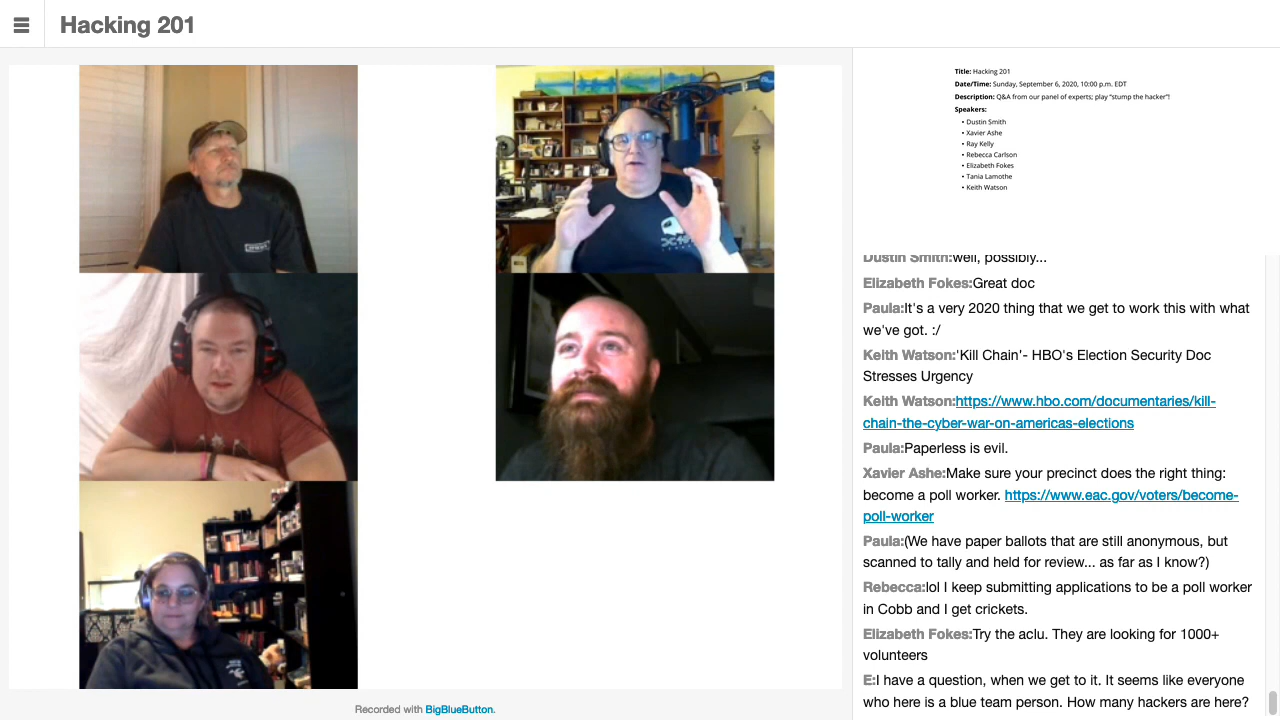 Hacking 201
Title: Hacking 201
Date/Time: Sunday, September 6, 2020, 10:00 p.m. EDT
Description: Q&A from our panel of experts; play "stump the hacker"!
Speakers:
• Dustin Smith
• Xavier Ashe
• Ray Kelly
• Rebecca Carlson
• Elizabeth Fokes
• Tania Lamothe
• Keith Watson
Dustin Smith:well, possibly...
Elizabeth Fokes:Great doc
Paula:It's a very 2020 thing that we get to work this with what
we've got. :/
Keith Watson:'Kill Chain'- HBO's Election Security Doc
Stresses Urgency
Keith Watson:https://www.hbo.com/documentaries/kill-
chain-the-cyber-war-on-americas-elections
Paula:Paperless is evil.
Xavier Ashe:Make sure your precinct does the right thing:
become a poll worker. https://www.eac.gov/voters/become-
poll-worker
Paula:(We have paper ballots that are still anonymous, but
scanned to tally and held for review... as far as I know?)
Rebecca:lol I keep submitting applications to be a poll worker
in Cobb and I get crickets.
Elizabeth Fokes:Try the aclu. They are looking for 1000+
volunteers
E:I have a question, when we get to it. It seems like everyone
who here is a blue team person. How many hackers are here?
Recorded with BigBlueButton.